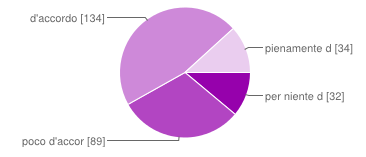 d'accordo [134]
pienamente d [34]
per niente d [32]
poco d'accor [89]